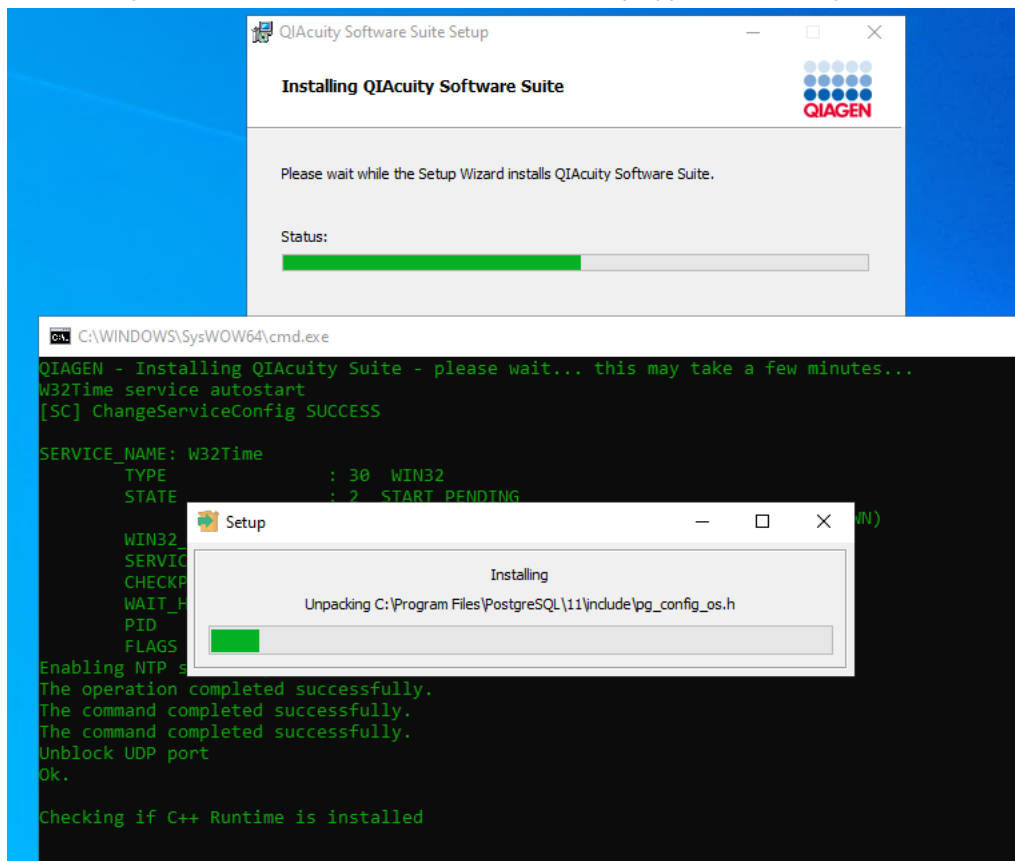 QIAcuity Software Suite Setup
Installing QIAcuity Software Suite
QIAGEN
Please wait while the Setup Wizard installs QIAcuity Software Suite.
Status:
C:\WINDOWS\SysWOW64\cmd.exe
QIAGEN - Installing QIAcuity Suite - please wait... this may take a few minutes...
W32Time service autostart
[SC] ChangeServiceConfig SUCCESS
SERVICE_NAME: W32Time
TYPE : 30 WIN32
STATE : 2 START_PENDING
WN)
Setup
WIN32_
SERVIC
CHECKP
WAIT_H
PID
FLAGS
Installing
Unpacking C:\Program Files\PostgreSQL\11\include\pg_config_os.h
Enabling NTP s
The operation completed successfully.
The command completed successfully.
The command completed successfully.
Unblock UDP port
Ok.
Checking if C++ Runtime is installed